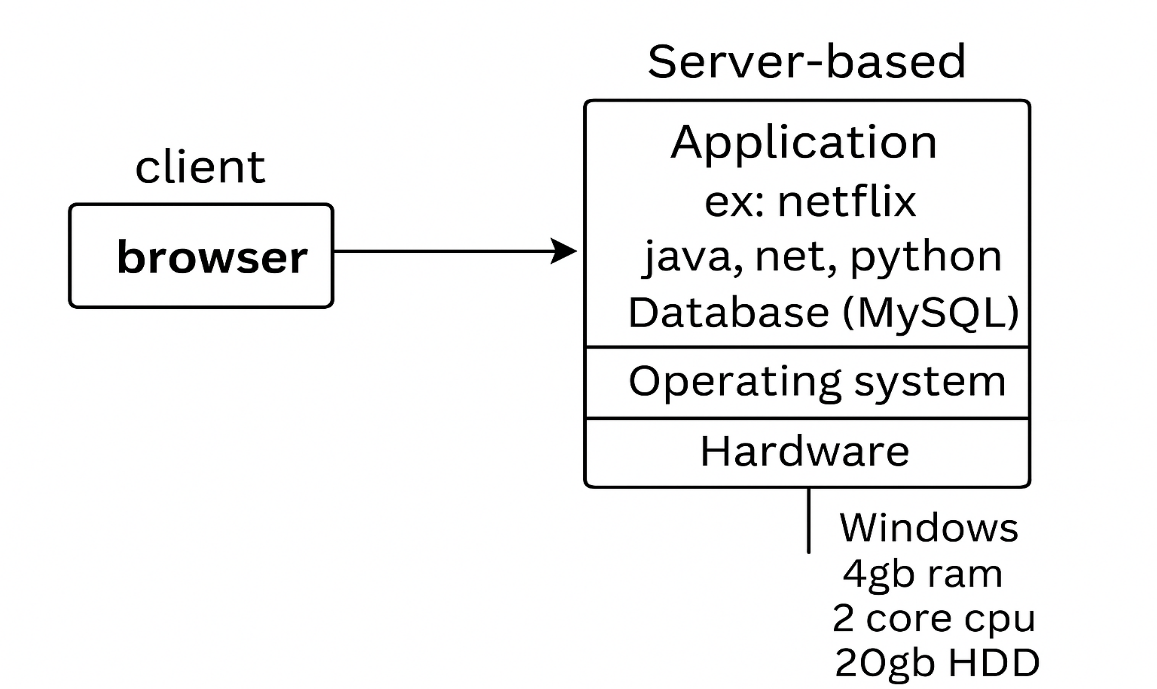 Server-based
client
browser
Application
ex: netflix
java, net, python
Database (MySQL)
Operating system
Hardware
Windows
4gb ram
2 core cpu
20gb HDD